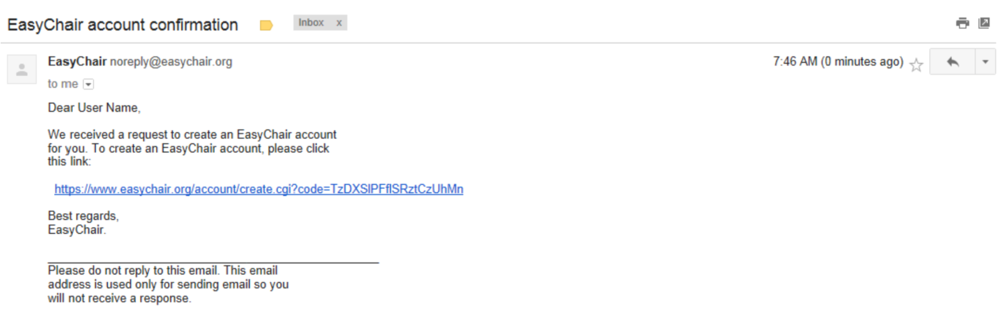 EasyChair account confirmation Inbox x
EasyChair noreply@easychair.org 7:46 AM (0 minutes ago)
to me
Dear User Name,
We received a request to create an EasyChair account
for you. To create an EasyChair account, please click
this link:
https://www.easychair.org/account/create.cgi?code=TzDXSlPFflSRztCzUhMn
Best regards,
EasyChair.
Please do not reply to this email. This email
address is used only for sending email so you
will not receive a response.